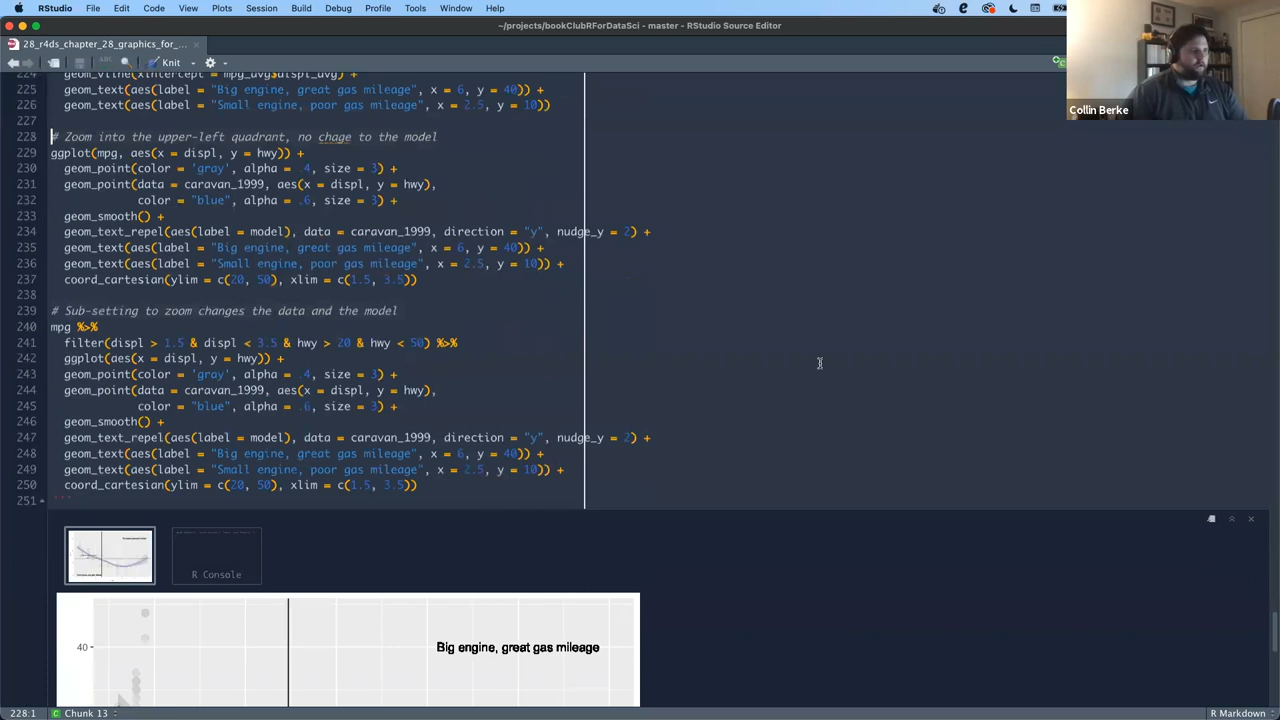 RStudio File Edit Code View Plots Session Build Debug Profile Tools Window Help
~/projects/bookClubRForDataSci - master - RStudio Source Editor
28_r4ds_chapter_28_graphics_for_...
Knit
Collin Berke
224 geom_vline(xintercept = mpg_avg$displ_avg) +
225 geom_text(aes(label = "Big engine, great gas mileage", x = 6, y = 40)) +
226 geom_text(aes(label = "Small engine, poor gas mileage", x = 2.5, y = 10))
227
228 # Zoom into the upper-left quadrant, no chage to the model
229 ggplot(mpg, aes(x = displ, y = hwy)) +
230 geom_point(color = 'gray', alpha = .4, size = 3) +
231 geom_point(data = caravan_1999, aes(x = displ, y = hwy),
232 color = "blue", alpha = .6, size = 3) +
233 geom_smooth() +
234 geom_text_repel(aes(label = model), data = caravan_1999, direction = "y", nudge_y = 2) +
235 geom_text(aes(label = "Big engine, great gas mileage", x = 6, y = 40)) +
236 geom_text(aes(label = "Small engine, poor gas mileage", x = 2.5, y = 10)) +
237 coord_cartesian(ylim = c(20, 50), xlim = c(1.5, 3.5))
238
239 # Sub-setting to zoom changes the data and the model
240 mpg %>%
241 filter(displ > 1.5 & displ < 3.5 & hwy > 20 & hwy < 50) %>%
242 ggplot(aes(x = displ, y = hwy)) +
243 geom_point(color = 'gray', alpha = .4, size = 3) +
244 geom_point(data = caravan_1999, aes(x = displ, y = hwy),
245 color = "blue", alpha = .6, size = 3) +
246 geom_smooth() +
247 geom_text_repel(aes(label = model), data = caravan_1999, direction = "y", nudge_y = 2) +
248 geom_text(aes(label = "Big engine, great gas mileage", x = 6, y = 40)) +
249 geom_text(aes(label = "Small engine, poor gas mileage", x = 2.5, y = 10)) +
250 coord_cartesian(ylim = c(20, 50), xlim = c(1.5, 3.5))
251 ```
R Console
40
Big engine, great gas mileage
228:1 Chunk 13 R Markdown